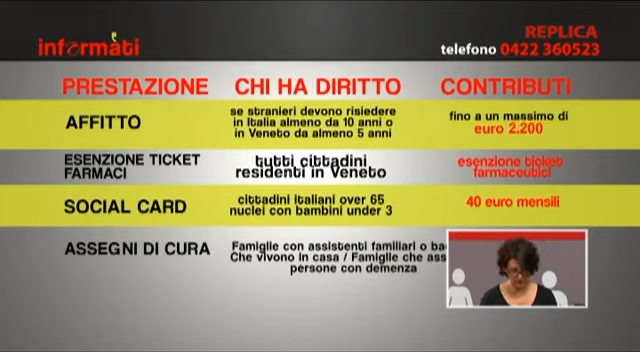 informati
REPLICA
telefono 0422 360523
PRESTAZIONE CHI HA DIRITTO CONTRIBUTI
AFFITTO
se stranieri devono risiedere
in Italia almeno da 10 anni o
in Veneto da almeno 5 anni
fino a un massimo di
euro 2.200
ESENZIONE TICKET
FARMACI
tutti cittadini
residenti in Veneto
esenzione ticket
farmaceutici
SOCIAL CARD
cittadini italiani over 65
nuclei con bambini under 3
40 euro mensili
ASSEGNI DI CURA
Famiglie con assistenti familiari o ba
Che vivono in casa / Famiglie che ass
persone con demenza